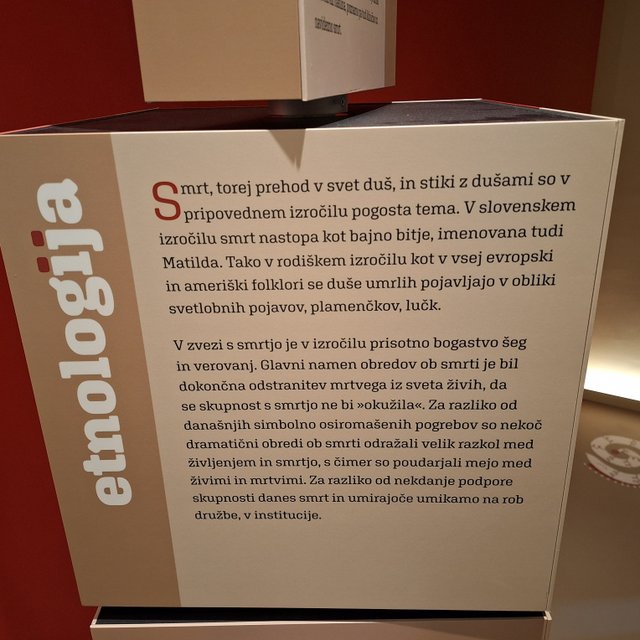 navidezno smrt.
etnologija
Smrt, torej prehod v svet duš, in stiki z dušami so v
pripovednem izročilu pogosta tema. V slovenskem
izročilu smrt nastopa kot bajno bitje, imenovana tudi
Matilda. Tako v rodiškem izročilu kot v vsej evropski
in ameriški folklori se duše umrlih pojavljajo v obliki
svetlobnih pojavov, plamenčkov, lučk.
V zvezi s smrtjo je v izročilu prisotno bogastvo šeg
in verovanj. Glavni namen obredov ob smrti je bil
dokončna odstranitev mrtvega iz sveta živih, da
se skupnost s smrtjo ne bi »okužila«. Za razliko od
današnjih simbolno osiromašenih pogrebov so nekoč
dramatični obredi ob smrti odražali velik razkol med
življenjem in smrtjo, s čimer so poudarjali mejo med
živimi in mrtvimi. Za razliko od nekdanje podpore
skupnosti danes smrt in umirajoče umikamo na rob
družbe, v institucije.